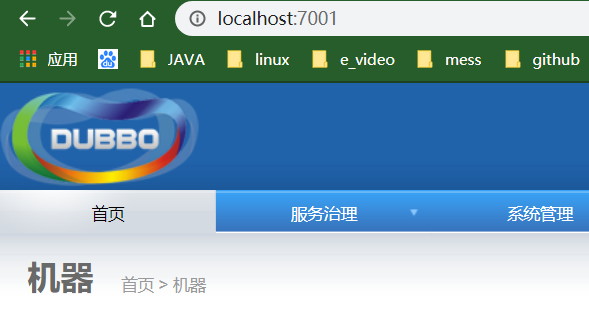 localhost:7001
应用 du JAVA linux e_video mess github
DUBBO
首页 服务治理 系统管理
机器 首页 > 机器